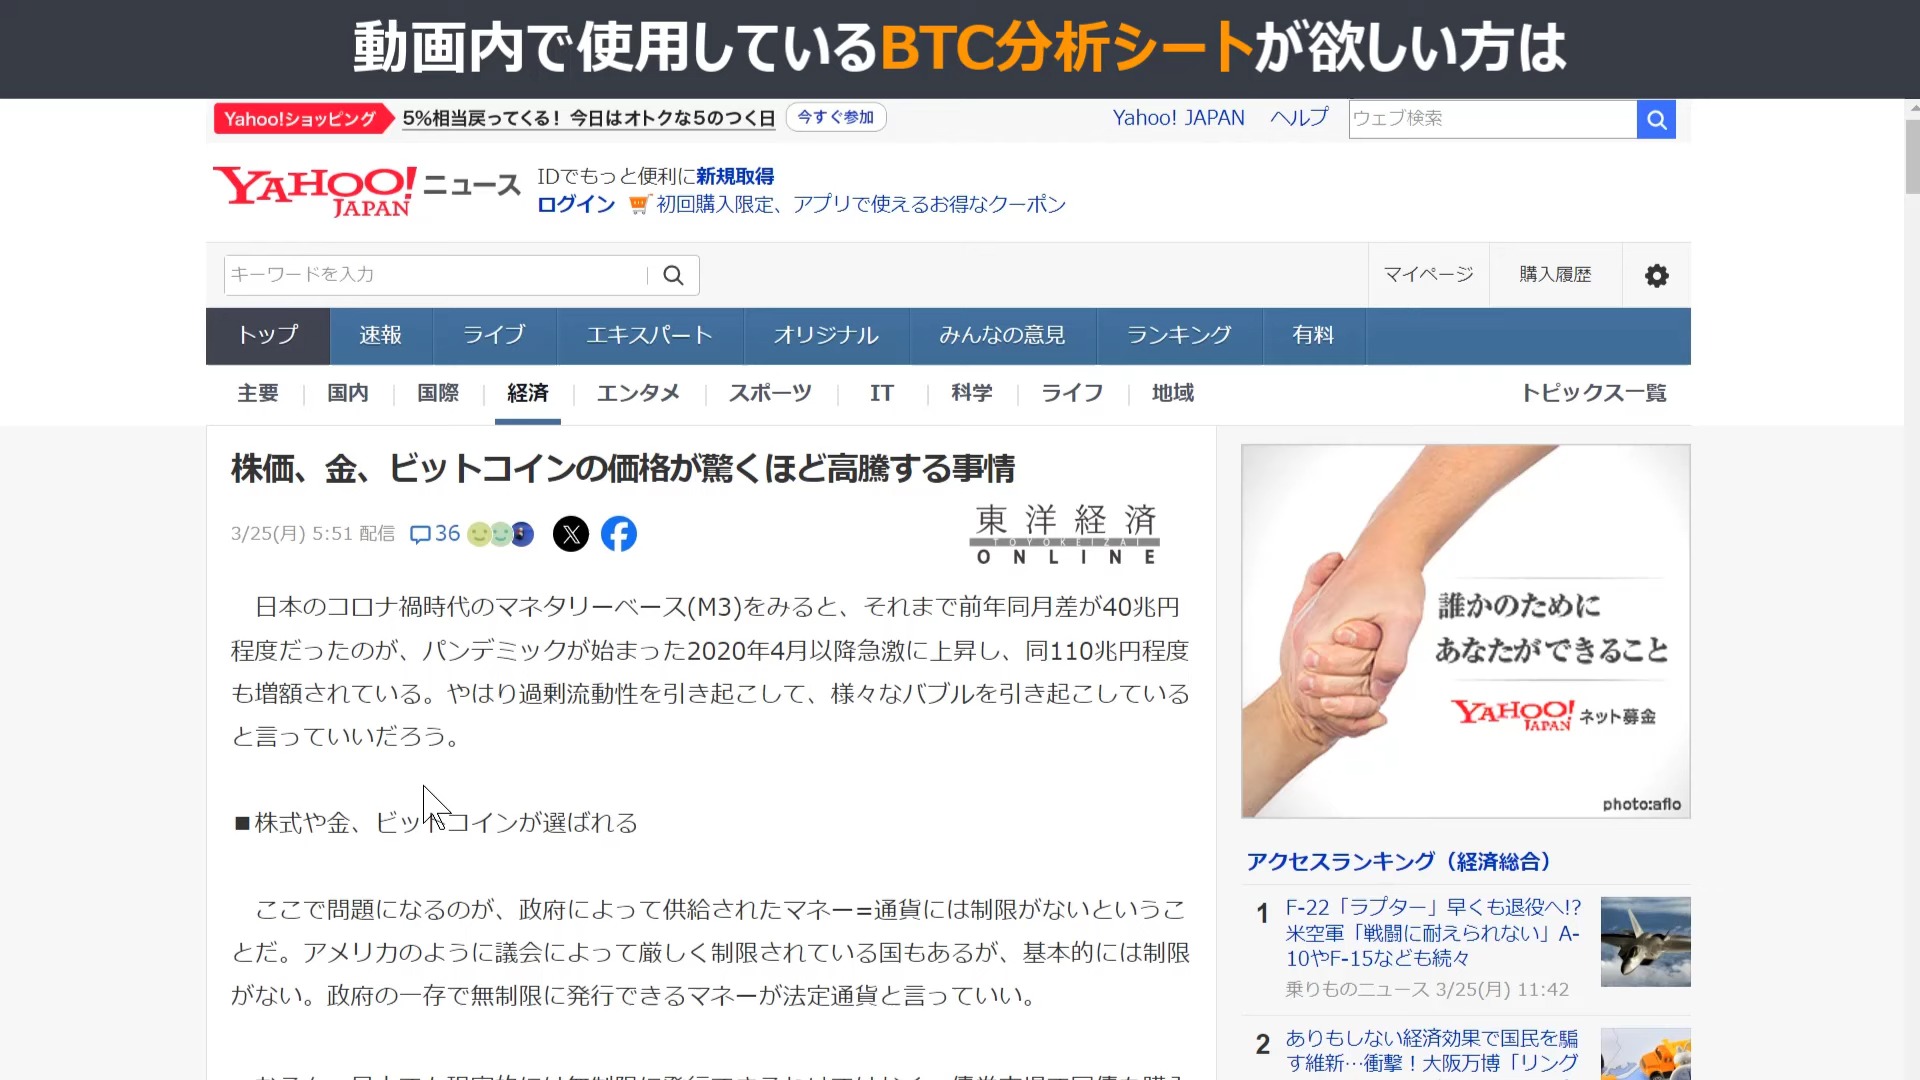 動画内で使用しているBTC分析シートが欲しい方は
Yahoo!ショッピング 5%相当戻ってくる！今日はオトクな5のつく日 今すぐ参加
Yahoo! JAPAN ヘルプ ウェブ検索
YAHOO! JAPAN ニュース
IDでもっと便利に新規取得
ログイン 初回購入限定、アプリで使えるお得なクーポン
キーワードを入力
マイページ 購入履歴
トップ 速報 ライブ エキスパート オリジナル みんなの意見 ランキング 有料
主要 国内 国際 経済 エンタメ スポーツ IT 科学 ライフ 地域 トピックス一覧
株価、金、ビットコインの価格が驚くほど高騰する事情
3/25(月) 5:51 配信 36
東洋経済
TOYOKEIZAI
ONLINE
日本のコロナ禍時代のマネタリーベース(M3)をみると、それまで前年同月差が40兆円
程度だったのが、パンデミックが始まった2020年4月以降急激に上昇し、同110兆円程度
も増額されている。やはり過剰流動性を引き起こして、様々なバブルを引き起こしている
と言っていいだろう。
■株式や金、ビットコインが選ばれる
ここで問題になるのが、政府によって供給されたマネー=通貨には制限がないというこ
とだ。アメリカのように議会によって厳しく制限されている国もあるが、基本的には制限
がない。政府の一存で無制限に発行できるマネーが法定通貨と言っていい。
誰かのために
あなたができること
YAHOO! JAPAN ネット募金
photo:aflo
アクセスランキング（経済総合）
1 F-22「ラプター」早くも退役へ!?
米空軍「戦闘に耐えられない」A-
10やF-15なども続々
乗りものニュース 3/25(月) 11:42
2 ありもしない経済効果で国民を騙
す維新…衝撃！大阪万博「リング